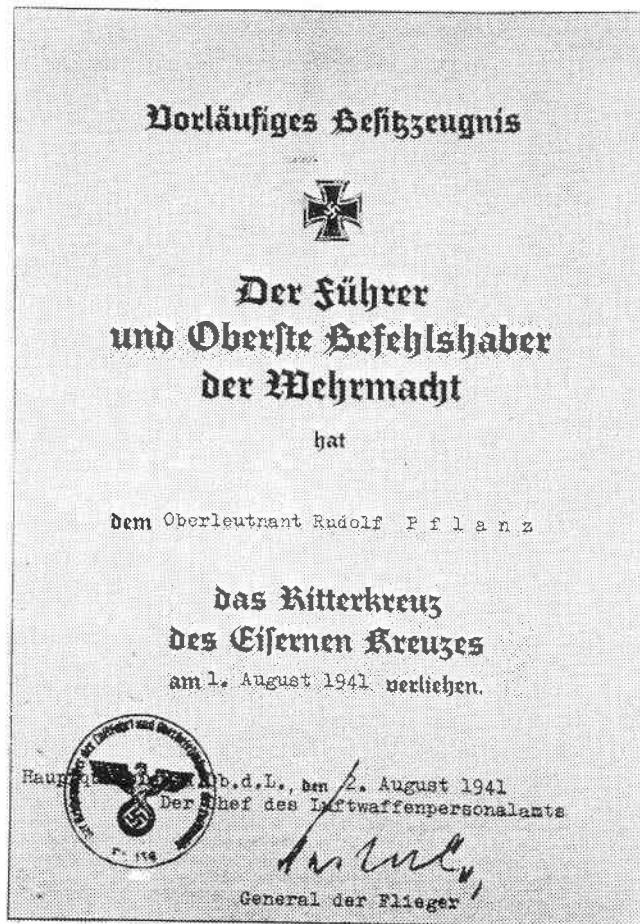 Vorläufiges Besitzzeugnis
Der Führer
und Oberste Befehlshaber
der Wehrmacht
hat
dem Oberleutnant Rudolf P f l a n z
das Ritterkreuz
des Eisernen Kreuzes
am 1. August 1941 verliehen.
Ob.d.L., den 2. August 1941
Der Chef des Luftwaffenpersonalamts
General der Flieger